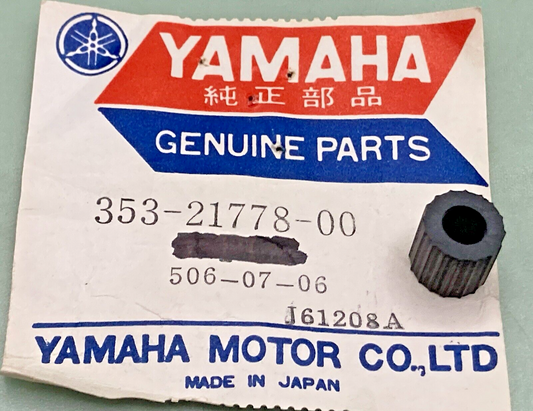 YAMAHA
純正部品
GENUINE PARTS
353-21778-00
506-07-06
J61208A
YAMAHA MOTOR CO.,LTD
MADE IN JAPAN